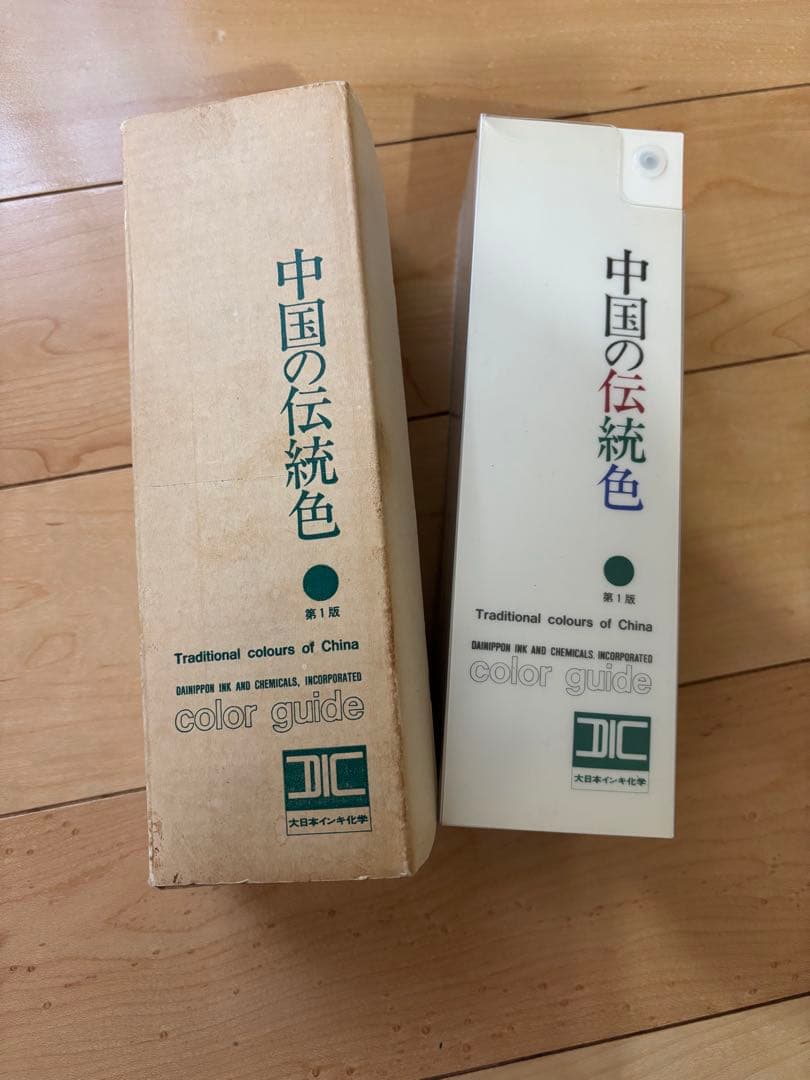 中国の伝統色
第1版
Traditional colours of China
DAINIPPON INK AND CHEMICALS, INCORPORATED
color guide
DIC
大日本インキ化学
中国の伝統色
第1版
Traditional colours of China
DAINIPPON INK AND CHEMICALS, INCORPORATED
color guide
DIC
大日本インキ化学